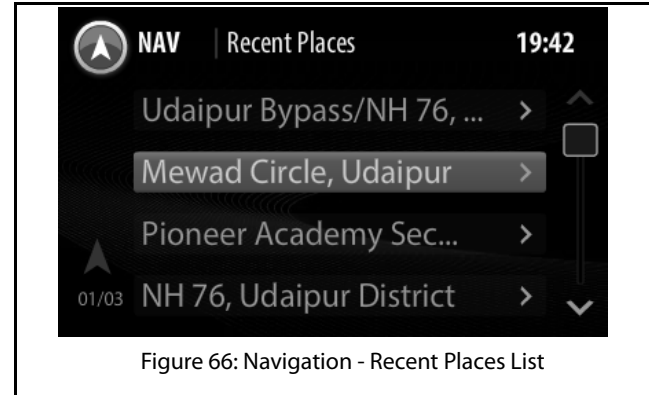 NAV | Recent Places 19:42
Udaipur Bypass/NH 76, ... >
Mewad Circle, Udaipur >
Pioneer Academy Sec... >
01/03 NH 76, Udaipur District >
Figure 66: Navigation - Recent Places List